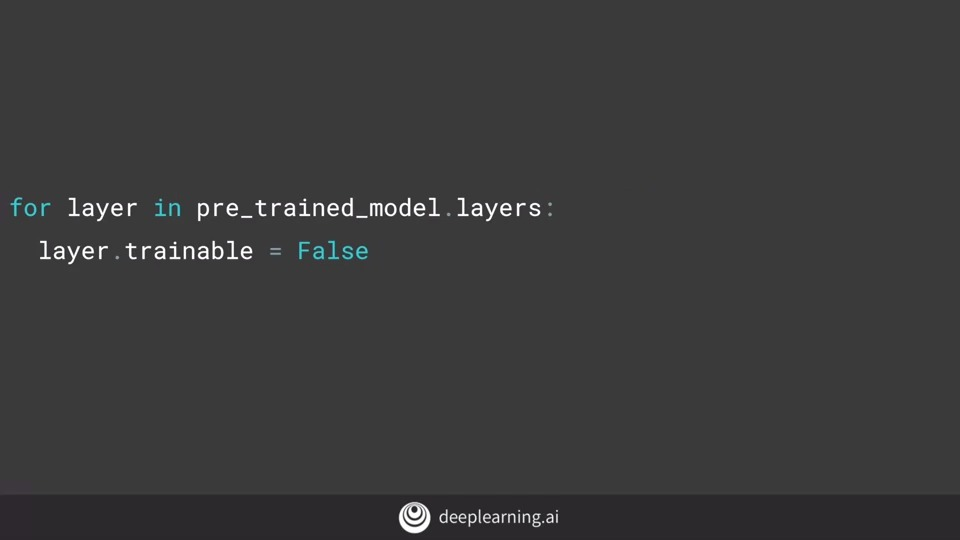 for layer in pre_trained_model.layers:
  layer.trainable = False
deeplearning.ai